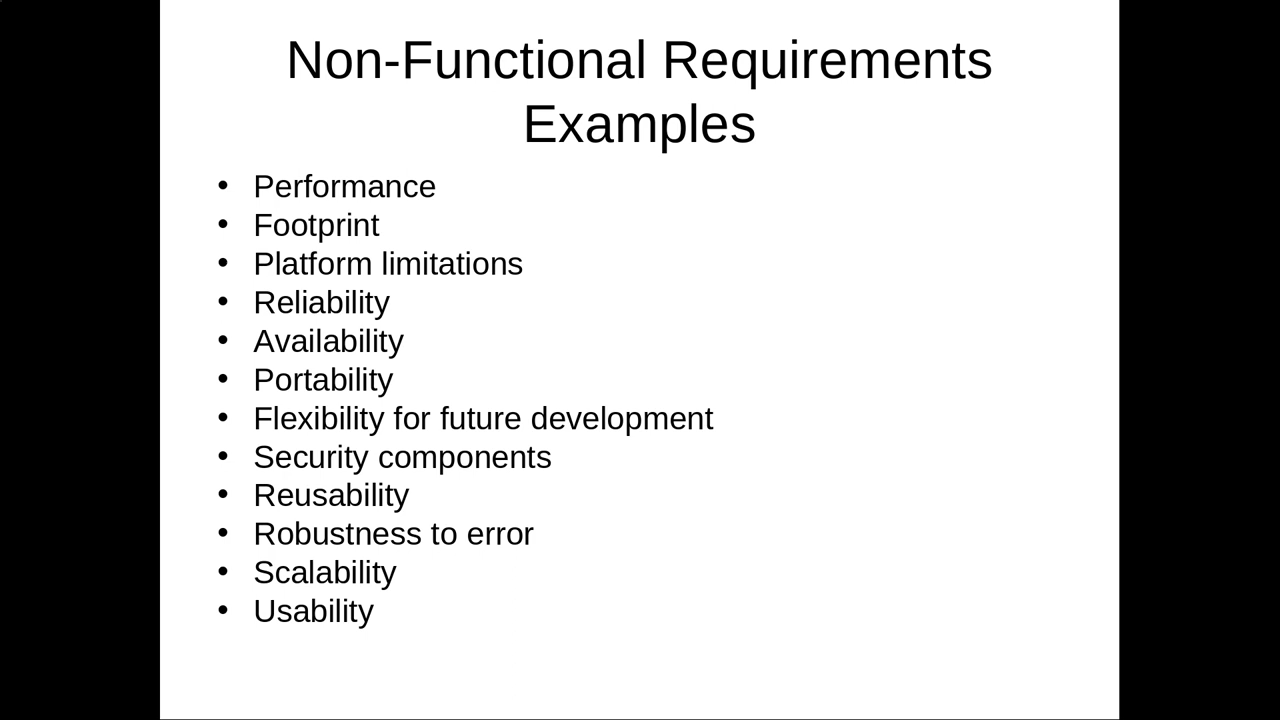 Non-Functional Requirements
Examples
• Performance
• Footprint
• Platform limitations
• Reliability
• Availability
• Portability
• Flexibility for future development
• Security components
• Reusability
• Robustness to error
• Scalability
• Usability